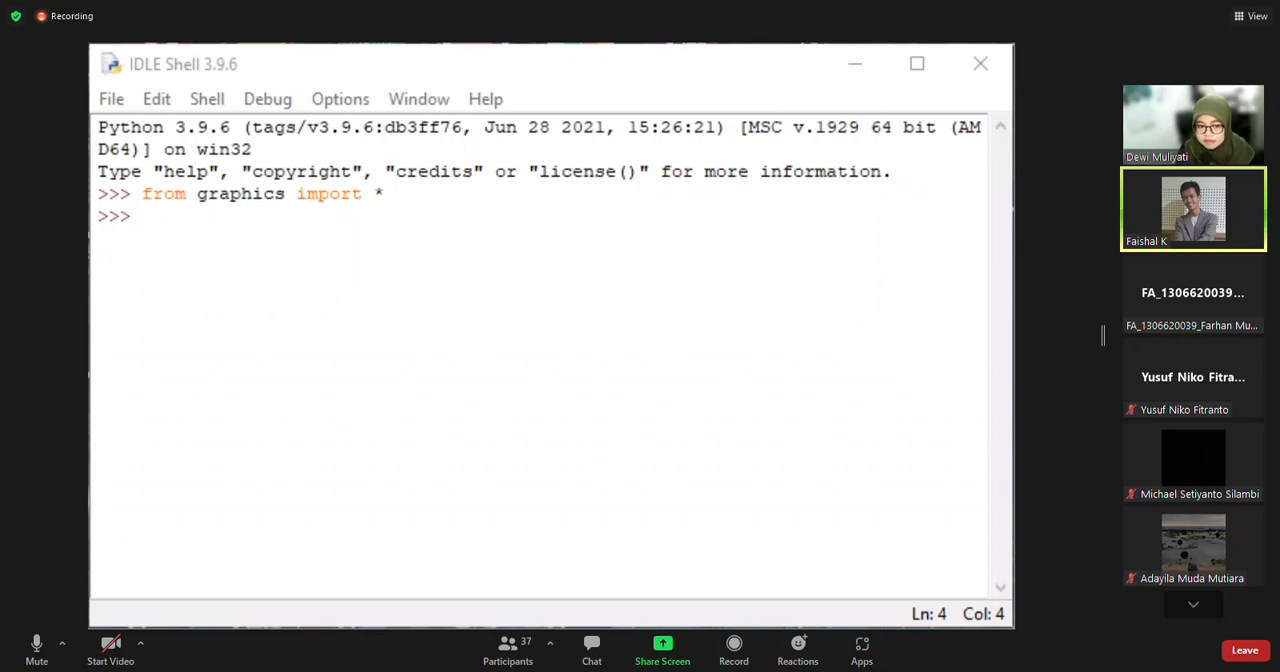 Recording
View
IDLE Shell 3.9.6
File Edit Shell Debug Options Window Help
Python 3.9.6 (tags/v3.9.6:db3ff76, Jun 28 2021, 15:26:21) [MSC v.1929 64 bit (AM
D64)] on win32
Type "help", "copyright", "credits" or "license()" for more information.
>>> from graphics import *
>>>
Ln: 4 Col: 4
Dewi Muliyati
Faishal K
FA_1306620039...
FA_1306620039_Farhan Mu...
Yusuf Niko Fitra...
Yusuf Niko Fitranto
Michael Setiyanto Silambi
Adayila Muda Mutiara
Mute
Start Video
Participants 37
Chat
Share Screen
Record
Reactions
Apps
Leave